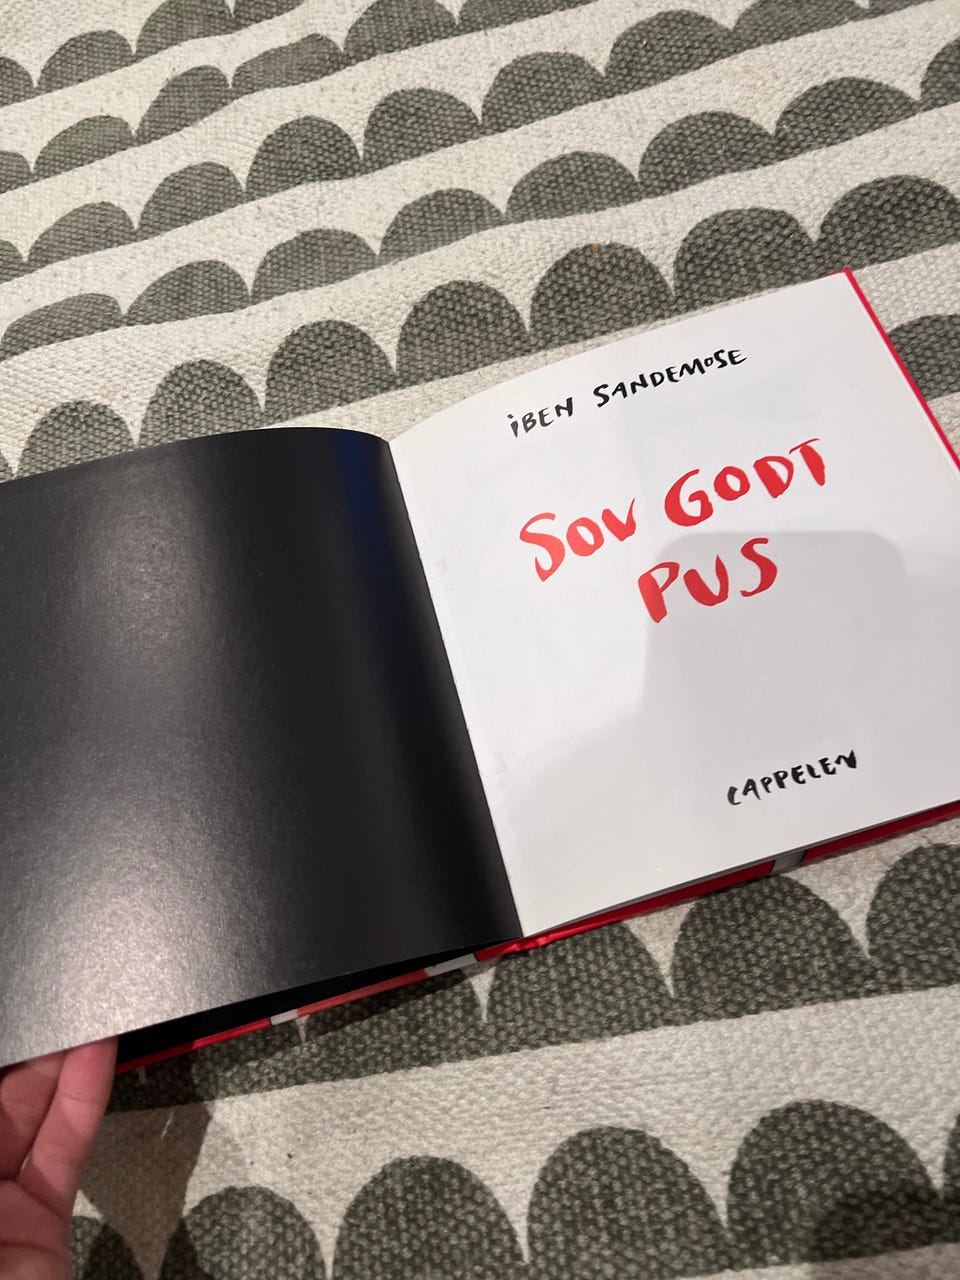 iBEN SANDEMOSE
SOV GODT
PUS
CAPPELEN